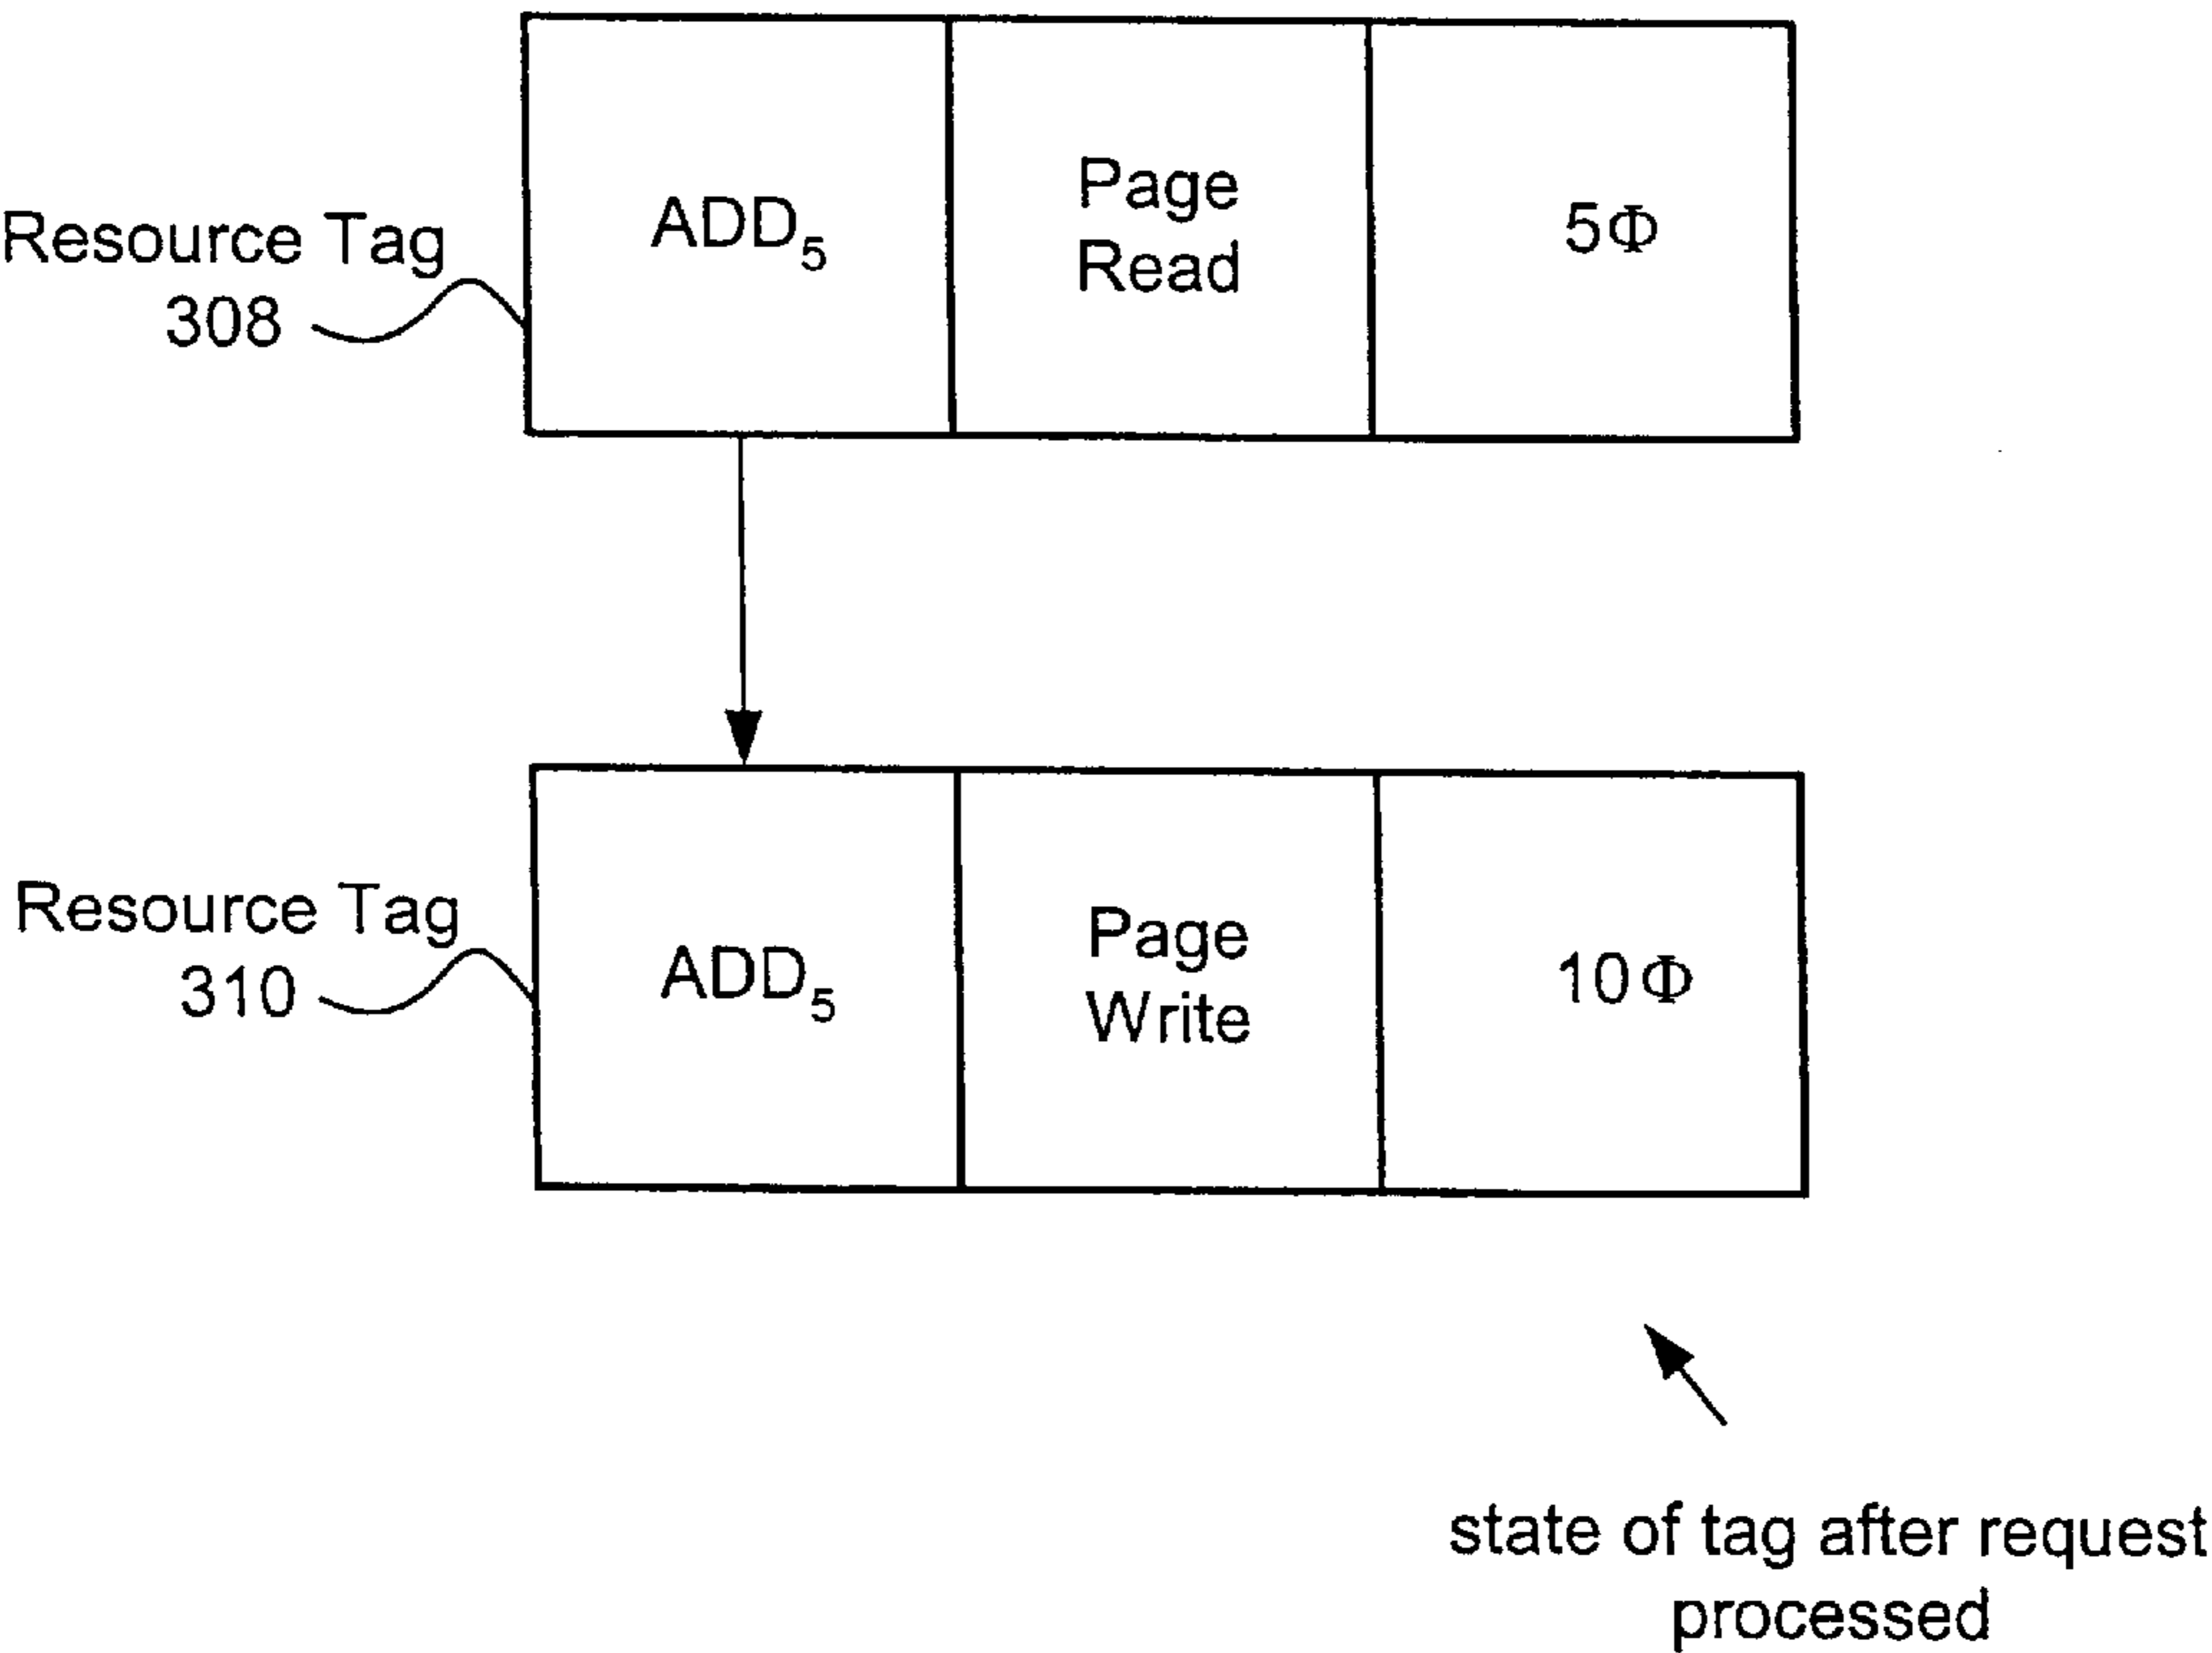 Resource Tag
308
ADD₅
Page
Read
5Φ
Resource Tag
310
ADD₅
Page
Write
10Φ
state of tag after request
processed